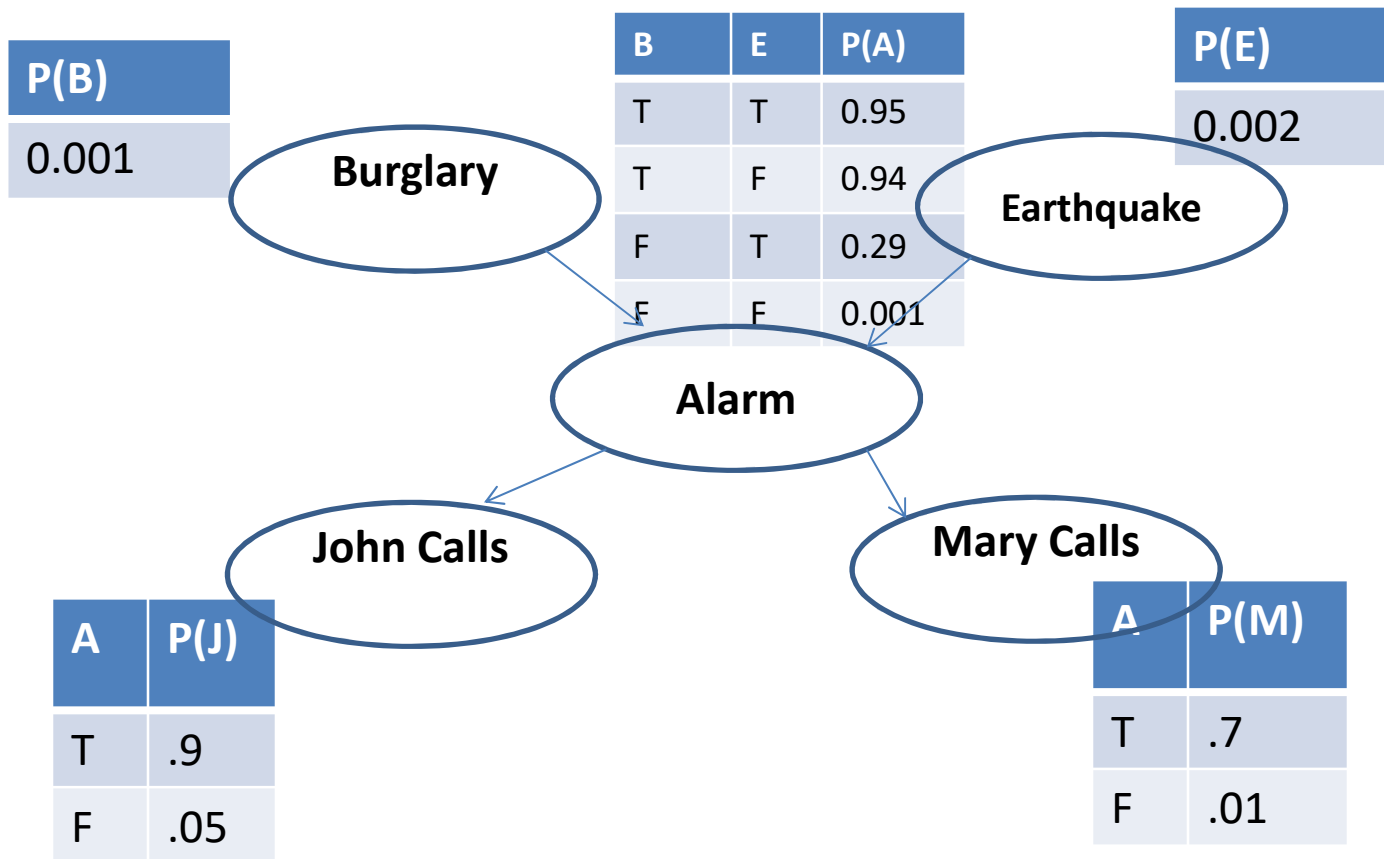 P(B)
0.001
B E P(A)
T T 0.95
T F 0.94
F T 0.29
F F 0.001
P(E)
0.002
Burglary
Earthquake
Alarm
John Calls
Mary Calls
A P(J)
T .9
F .05
A P(M)
T .7
F .01